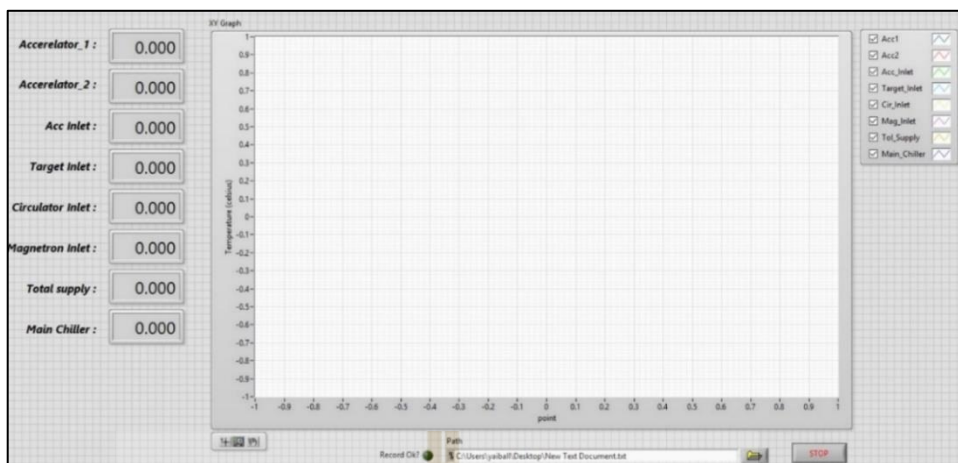 XY Graph
Accerelator_1 : 0.000
Accerelator_2 : 0.000
Acc Inlet : 0.000
Target Inlet : 0.000
Circulator Inlet : 0.000
Magnetron Inlet : 0.000
Total supply : 0.000
Main Chiller : 0.000
Temperature (celsius)
1
0.9
0.8
0.7
0.6
0.5
0.4
0.3
0.2
0.1
0
-0.1
-0.2
-0.3
-0.4
-0.5
-0.6
-0.7
-0.8
-0.9
-1
-1 -0.9 -0.8 -0.7 -0.6 -0.5 -0.4 -0.3 -0.2 -0.1 0 0.1 0.2 0.3 0.4 0.5 0.6 0.7 0.8 0.9 1
point
Acc1
Acc2
Acc_Inlet
Target_Inlet
Cir_Inlet
Mag_Inlet
Tol_Supply
Main_Chiller
Path
Record Ok?
C:\Users\yaiball\Desktop\New Text Document.txt
STOP